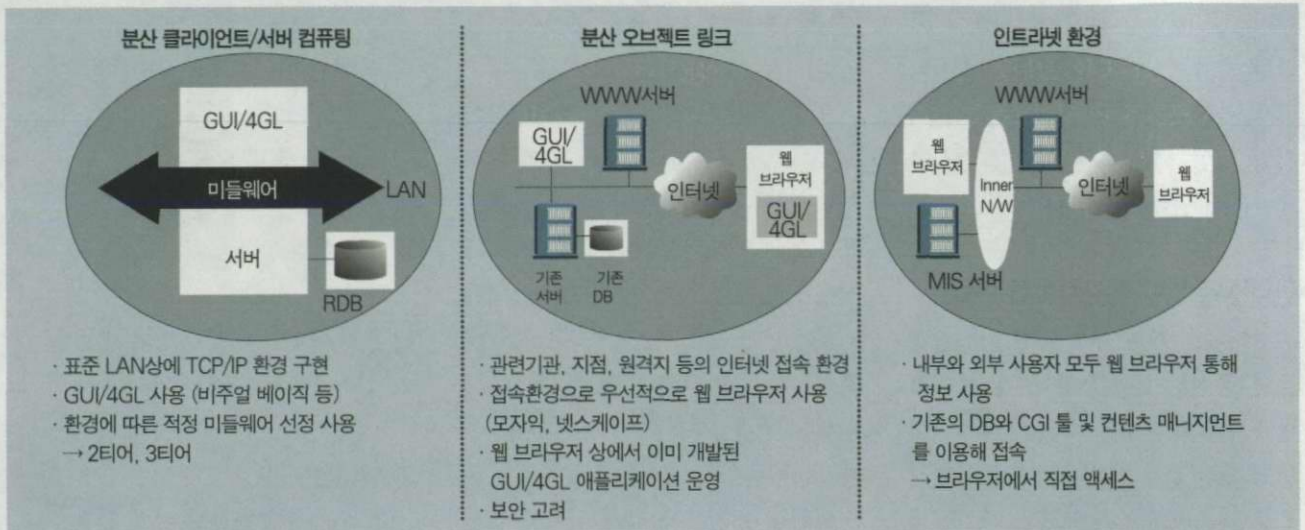 분산 클라이언트/서버 컴퓨팅
GUI/4GL
미들웨어
LAN
서버
RDB
· 표준 LAN상에 TCP/IP 환경 구현
· GUI/4GL 사용 (비주얼 베이직 등)
· 환경에 따른 적정 미들웨어 선정 사용
→ 2티어, 3티어
분산 오브젝트 링크
WWW서버
GUI/
4GL
인터넷
웹
브라우저
GUI/
4GL
기존
서버
기존
DB
· 관련기관, 지점, 원격지 등의 인터넷 접속 환경
· 접속환경으로 우선적으로 웹 브라우저 사용
(모자익, 넷스케이프)
· 웹 브라우저 상에서 이미 개발된
GUI/4GL 애플리케이션 운영
· 보안 고려
인트라넷 환경
WWW서버
웹
브라우저
Inner
N/W
인터넷
웹
브라우저
MIS 서버
· 내부와 외부 사용자 모두 웹 브라우저 통해
정보 사용
· 기존의 DB와 CGI 툴 및 컨텐츠 매니지먼트
를 이용해 접속
→ 브라우저에서 직접 액세스